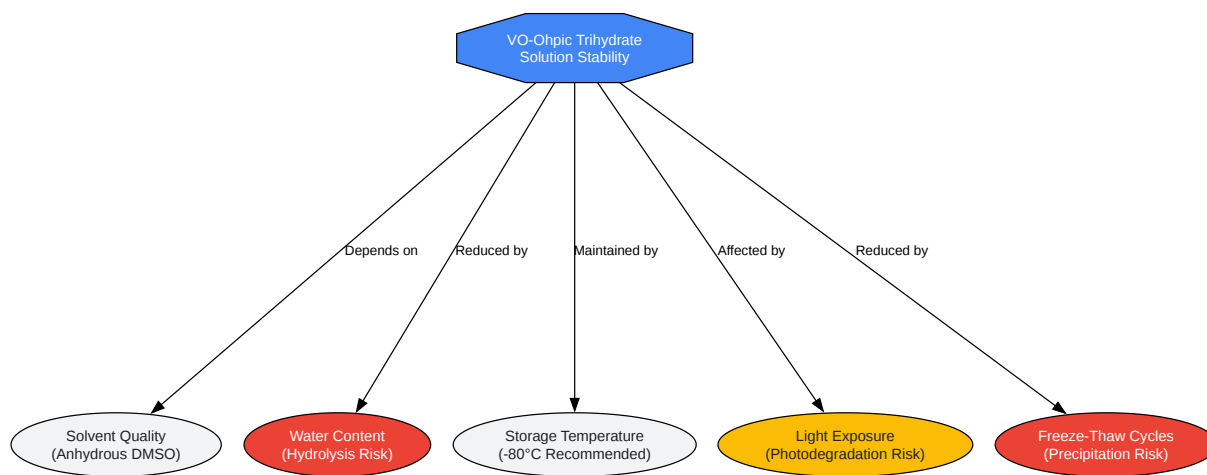 VO-Ohpic Trihydrate
Solution Stability
Depends on
Reduced by
Maintained by
Affected by
Reduced by
Solvent Quality
(Anhydrous DMSO)
Water Content
(Hydrolysis Risk)
Storage Temperature
(-80°C Recommended)
Light Exposure
(Photodegradation Risk)
Freeze-Thaw Cycles
(Precipitation Risk)